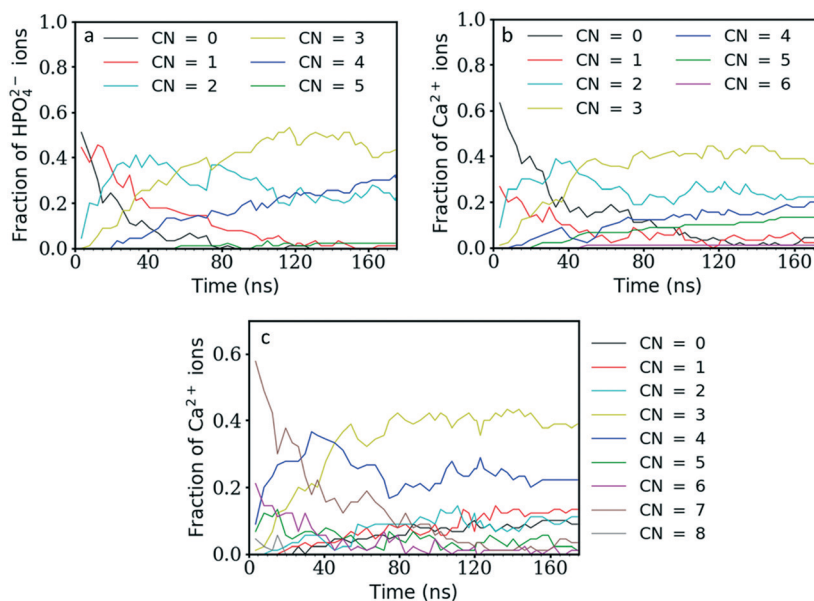 a
Fraction of HPO₄²⁻ ions
1.0
0.8
0.6
0.4
0.2
0.0
CN = 0
CN = 1
CN = 2
CN = 3
CN = 4
CN = 5
0
40
80
120
160
Time (ns)
b
Fraction of Ca²⁺ ions
1.0
0.8
0.6
0.4
0.2
0.0
CN = 0
CN = 1
CN = 2
CN = 3
CN = 4
CN = 5
CN = 6
0
40
80
120
160
Time (ns)
c
Fraction of Ca²⁺ ions
0.6
0.4
0.2
0.0
0
40
80
120
160
Time (ns)
CN = 0
CN = 1
CN = 2
CN = 3
CN = 4
CN = 5
CN = 6
CN = 7
CN = 8